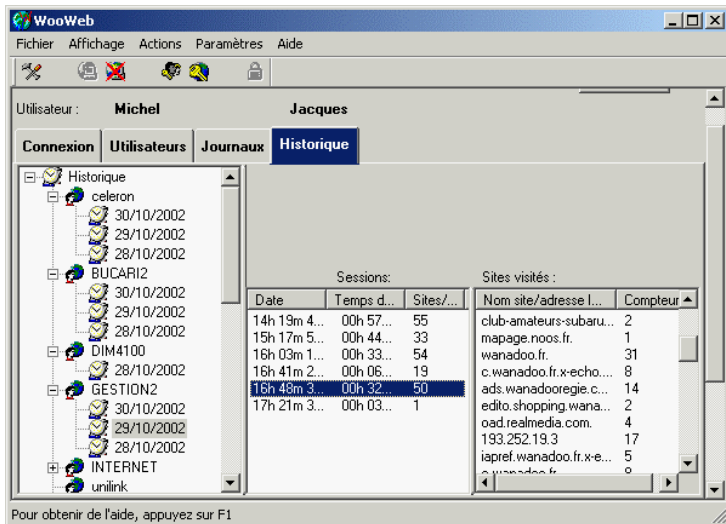 WooWeb
Fichier Affichage Actions Paramètres Aide
Utilisateur : Michel Jacques
Connexion Utilisateurs Journaux Historique
Historique
celeron
30/10/2002
29/10/2002
28/10/2002
BUCARI2
30/10/2002
29/10/2002
28/10/2002
DIM4100
28/10/2002
GESTION2
30/10/2002
29/10/2002
28/10/2002
INTERNET
unilink
Sessions:
Date Temps d... Sites/...
14h 19m 4... 00h 57... 55
15h 17m 5... 00h 44... 33
16h 03m 1... 00h 33... 54
16h 41m 2... 00h 06... 19
16h 48m 3... 00h 32... 50
17h 21m 3... 00h 03... 1
Sites visités :
Nom site/adresse I... Compteur
club-amateurs-subaru... 2
mapage.noos.fr. 1
wanadoo.fr. 31
c.wanadoo.fr.x-echo.... 8
ads.wanadooregie.c... 14
edito.shopping.wana... 2
oad.realmedia.com. 4
193.252.19.3 17
iapref.wanadoo.fr.x-e... 5
Pour obtenir de l'aide, appuyez sur F1